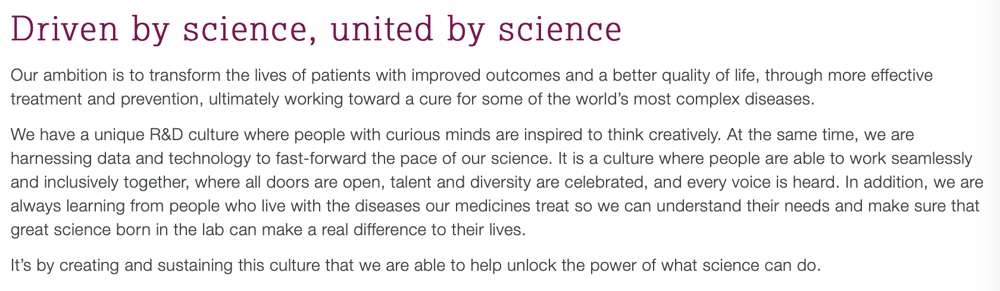 Driven by science, united by science
Our ambition is to transform the lives of patients with improved outcomes and a better quality of life, through more effective
treatment and prevention, ultimately working toward a cure for some of the world’s most complex diseases.
We have a unique R&D culture where people with curious minds are inspired to think creatively. At the same time, we are
harnessing data and technology to fast-forward the pace of our science. It is a culture where people are able to work seamlessly
and inclusively together, where all doors are open, talent and diversity are celebrated, and every voice is heard. In addition, we are
always learning from people who live with the diseases our medicines treat so we can understand their needs and make sure that
great science born in the lab can make a real difference to their lives.
It’s by creating and sustaining this culture that we are able to help unlock the power of what science can do.